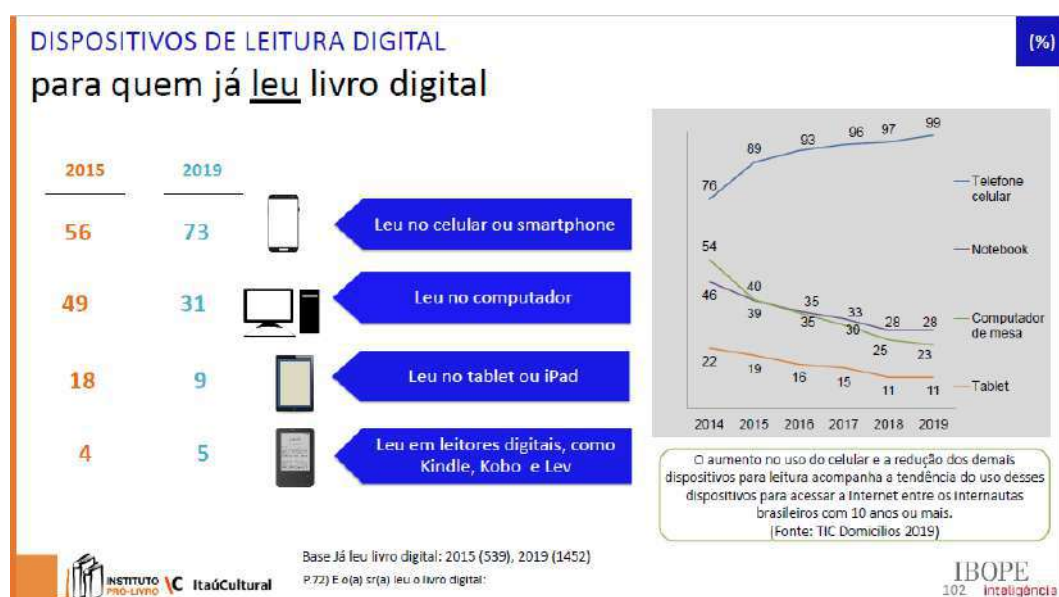 DISPOSITIVOS DE LEITURA DIGITAL
(%)
para quem já leu livro digital
2015 2019
56 73 Leu no celular ou smartphone
49 31 Leu no computador
18 9 Leu no tablet ou iPad
4 5 Leu em leitores digitais, como
Kindle, Kobo e Lev
76 89 93 96 97 99
Telefone
celular
Notebook
54 40 35 30 25 23
Computador
de mesa
46 39 35 33 28 28
22 19 16 15 11 11
Tablet
2014 2015 2016 2017 2018 2019
O aumento no uso do celular e a redução dos demais
dispositivos para leitura acompanha a tendência do uso desses
dispositivos para acessar a Internet entre os internautas
brasileiros com 10 anos ou mais.
(Fonte: TIC Domicílios 2019)
Base Já leu livro digital: 2015 (539), 2019 (1452)
P.72) E o(a) sr(a) leu o livro digital:
INSTITUTO
PRÓ-LIVRO
ItaúCultural
IBOPE
102 inteligência